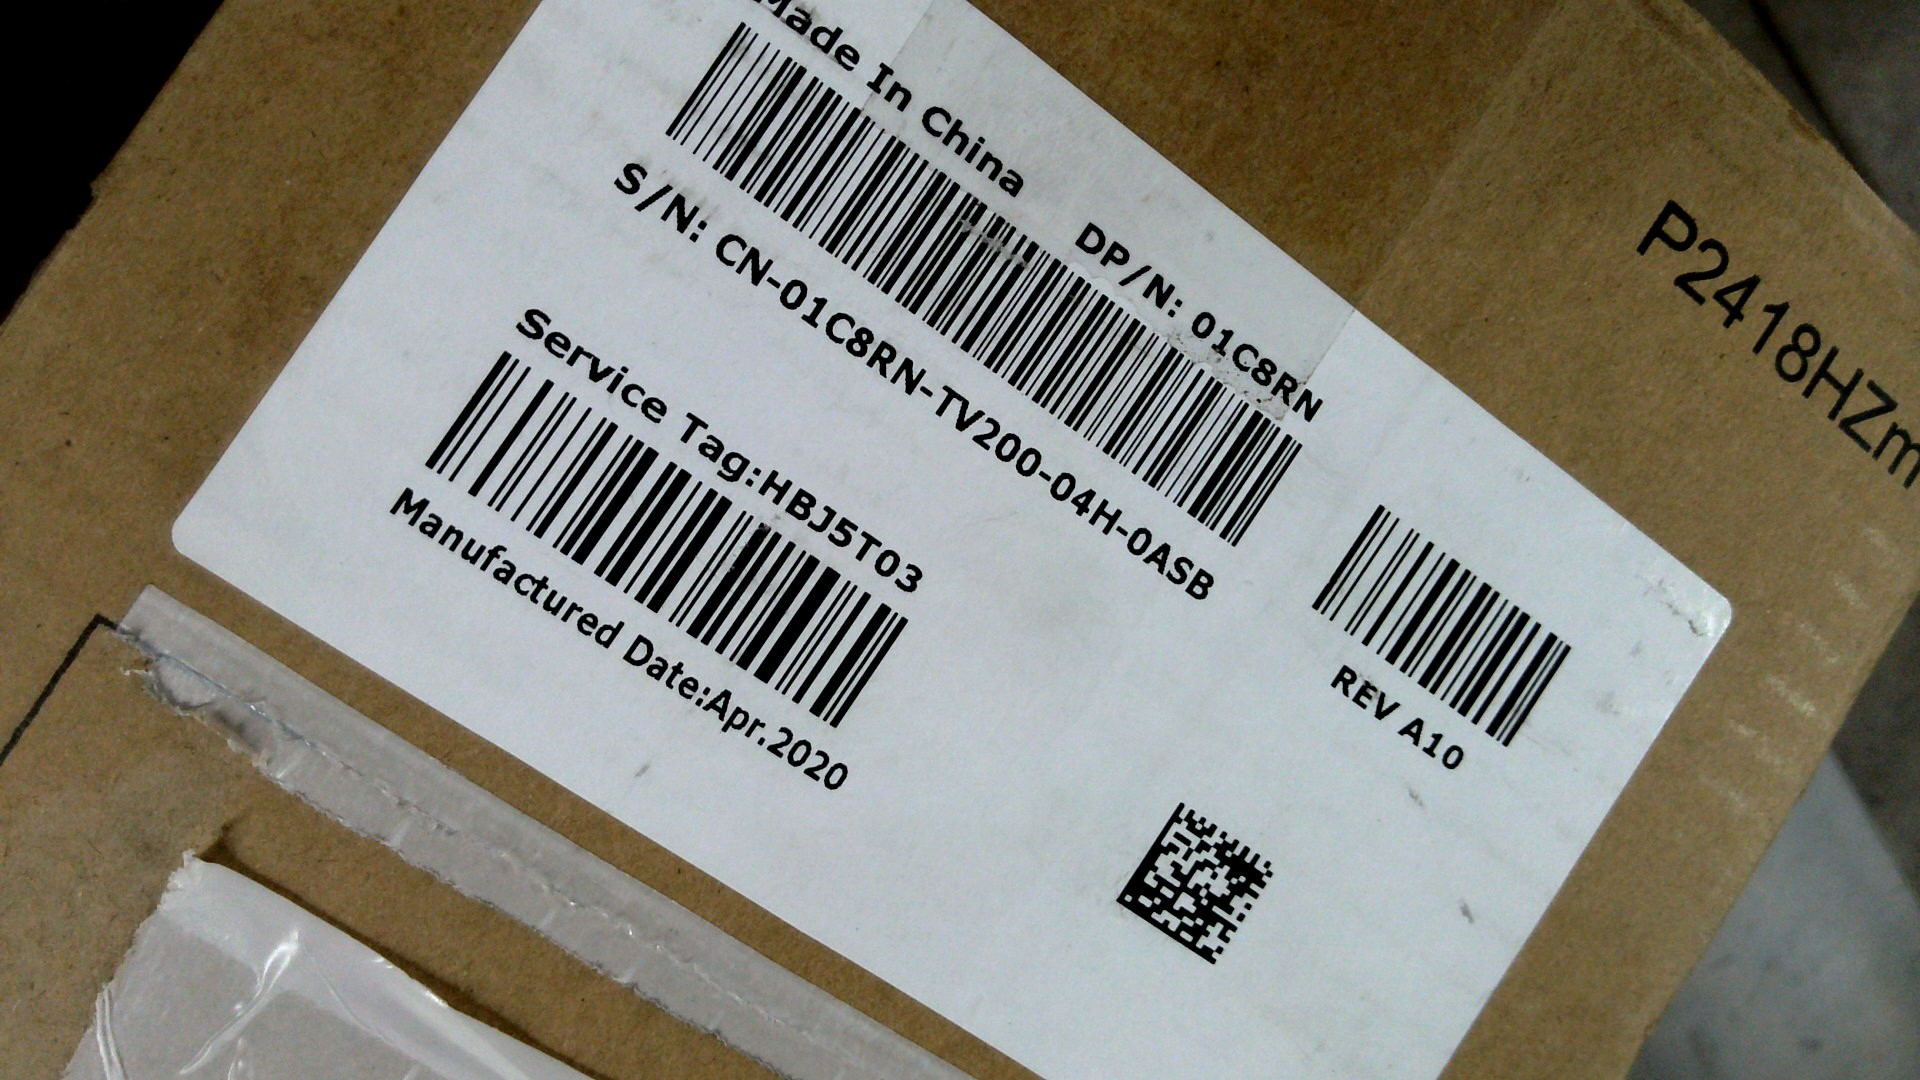 Made In China
DP/N: 01C8RN
S/N: CN-01C8RN-TV200-04H-0ASB
Service Tag:HBJ5T03
Manufactured Date:Apr.2020
REV A10
P2418HZm